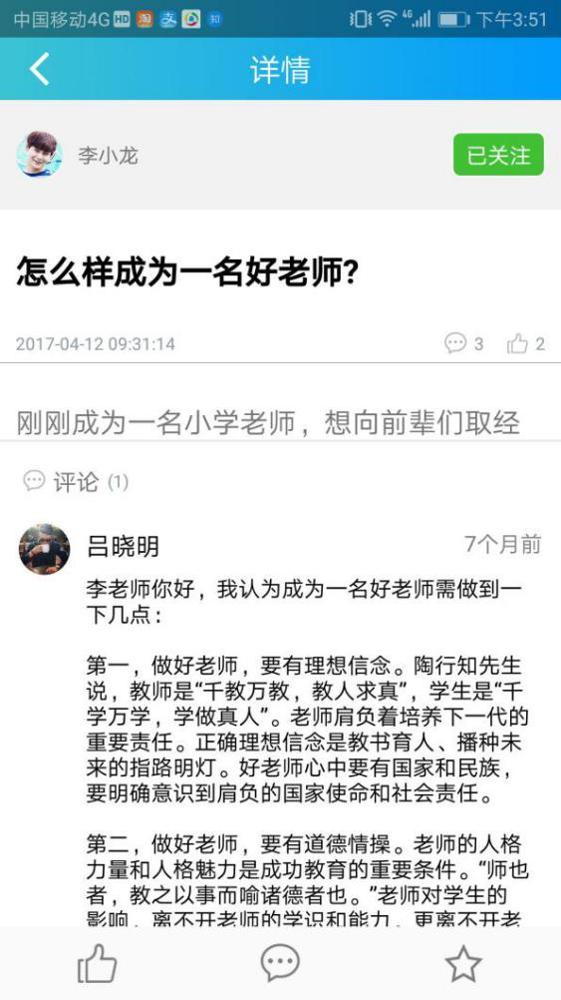 中国移动4G HD 淘 支 知 4G 下午3:51
详情
李小龙 已关注
怎么样成为一名好老师?
2017-04-12 09:31:14 3 2
刚刚成为一名小学老师，想向前辈们取经
评论 (1)
吕晓明 7个月前
李老师你好，我认为成为一名好老师需做到一
下几点：
第一，做好老师，要有理想信念。陶行知先生
说，教师是“千教万教，教人求真”，学生是“千
学万学，学做真人”。老师肩负着培养下一代的
重要责任。正确理想信念是教书育人、播种未
来的指路明灯。好老师心中要有国家和民族，
要明确意识到肩负的国家使命和社会责任。
第二，做好老师，要有道德情操。老师的人格
力量和人格魅力是成功教育的重要条件。“师也
者，教之以事而喻诸德者也。”老师对学生的
影响，离不开老师的学识和能力，更离不开老